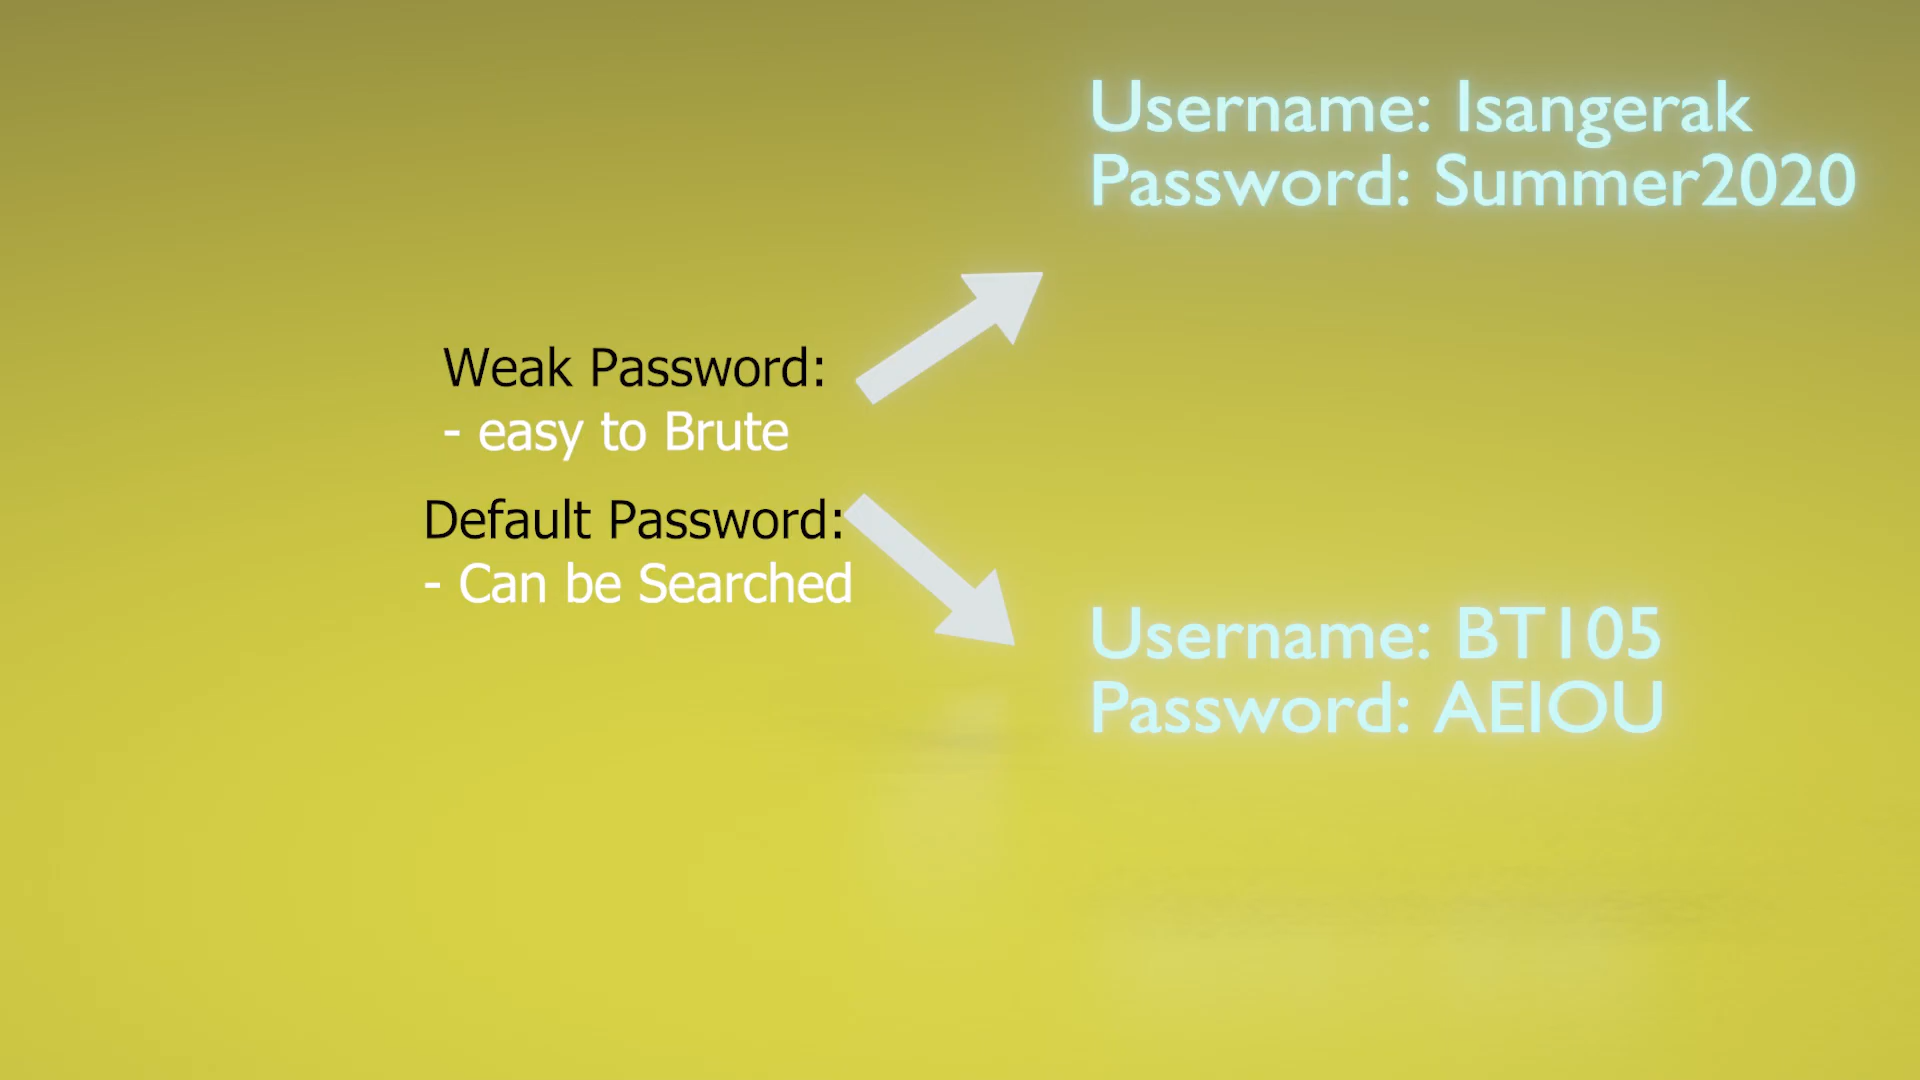 Username: Isangerak
Password: Summer2020
Weak Password:
- easy to Brute
Default Password:
- Can be Searched
Username: BT105
Password: AEIOU